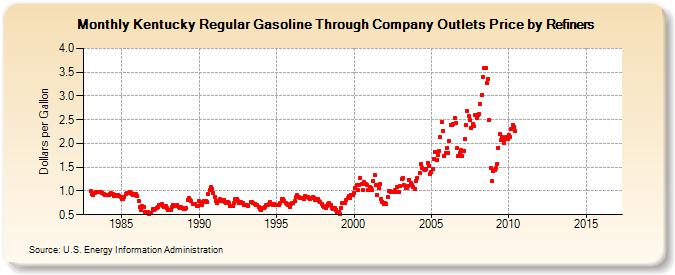 Monthly Kentucky Regular Gasoline Through Company Outlets Price by Refiners
Dollars per Gallon
4.0
3.5
3.0
2.5
2.0
1.5
1.0
0.5
1985 1990 1995 2000 2005 2010 2015
Source: U.S. Energy Information Administration